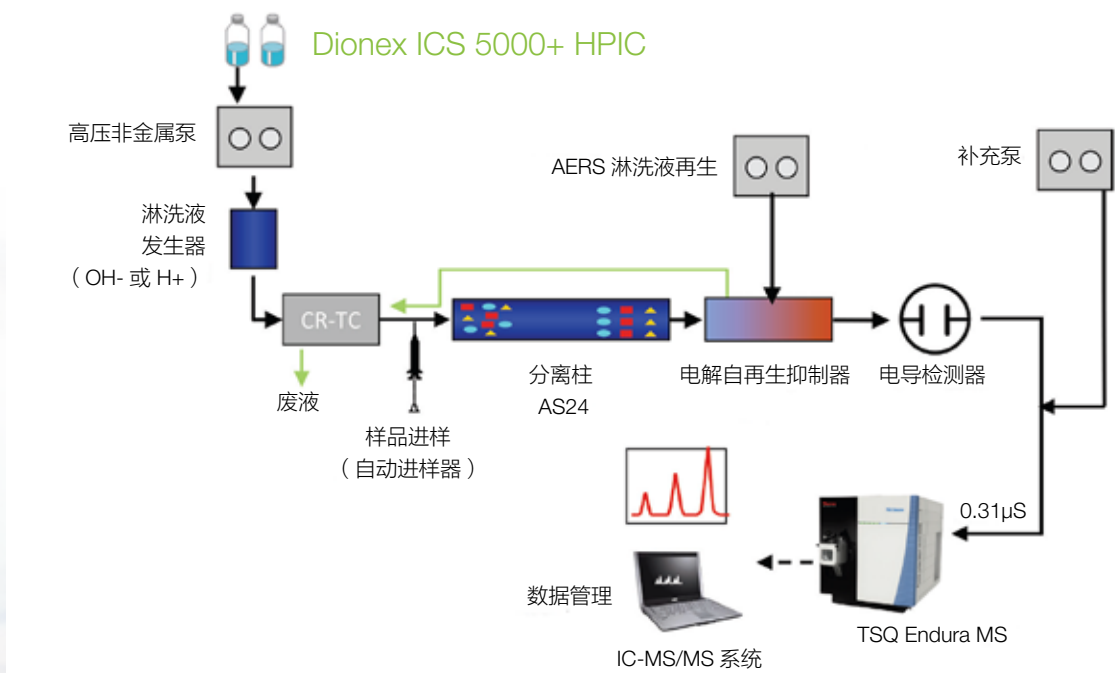 Dionex ICS 5000+ HPIC
高压非金属泵
AERS 淋洗液再生
补充泵
淋洗液
发生器
（OH- 或 H+）
CR-TC
废液
样品进样
（自动进样器）
分离柱
AS24
电解自再生抑制器
电导检测器
0.31µS
数据管理
TSQ Endura MS
IC-MS/MS 系统